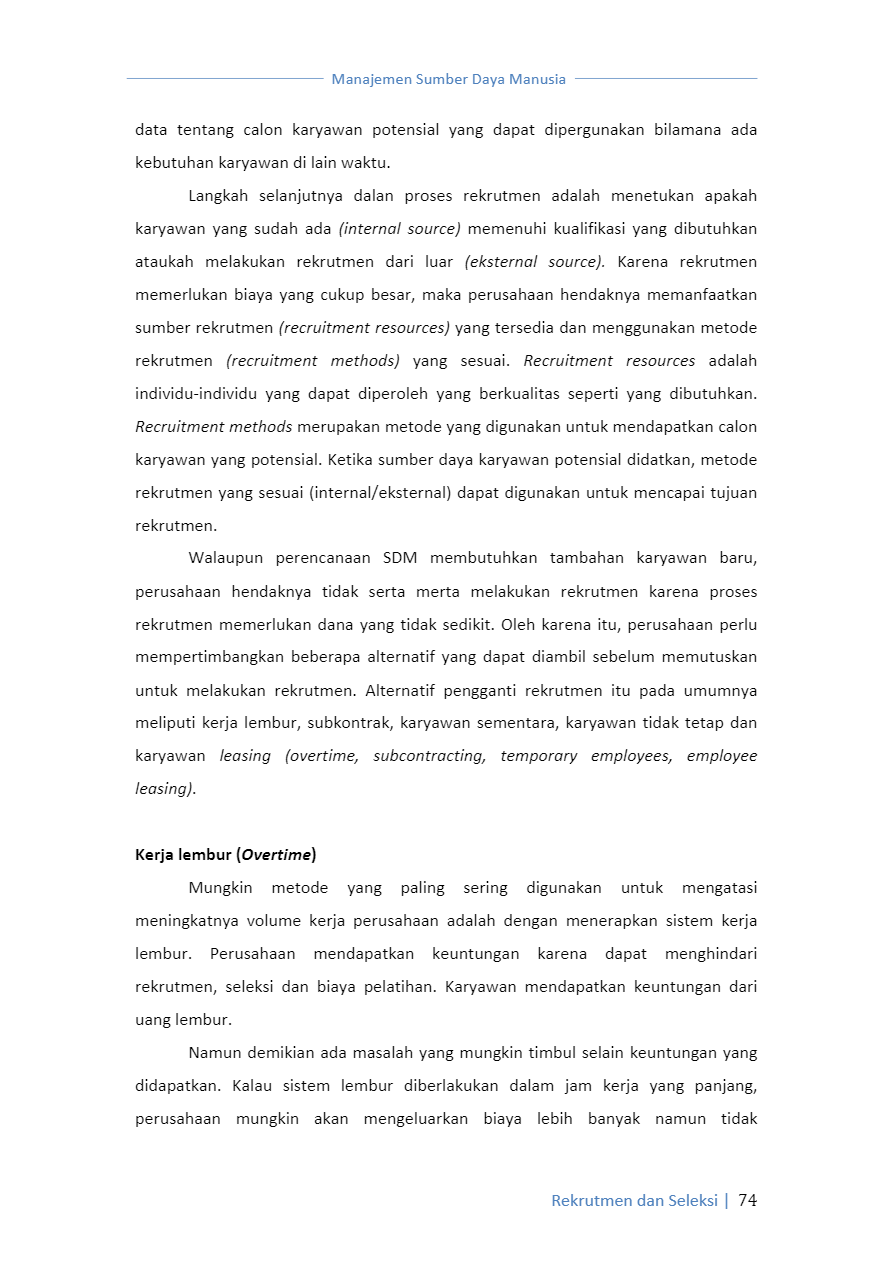 Manajemen Sumber Daya Manusia
data tentang calon karyawan potensial yang dapat dipergunakan bilamana ada
kebutuhan karyawan di lain waktu.
Langkah selanjutnya dalan proses rekrutmen adalah menetukan apakah
karyawan yang sudah ada (internal source) memenuhi kualifikasi yang dibutuhkan
ataukah melakukan rekrutmen dari luar (eksternal source). Karena rekrutmen
memerlukan biaya yang cukup besar, maka perusahaan hendaknya memanfaatkan
sumber rekrutmen (recruitment resources) yang tersedia dan menggunakan metode
rekrutmen (recruitment methods) yang sesuai. Recruitment resources adalah
individu-individu yang dapat diperoleh yang berkualitas seperti yang dibutuhkan.
Recruitment methods merupakan metode yang digunakan untuk mendapatkan calon
karyawan yang potensial. Ketika sumber daya karyawan potensial didatkan, metode
rekrutmen yang sesuai (internal/eksternal) dapat digunakan untuk mencapai tujuan
rekrutmen.
Walaupun perencanaan SDM membutuhkan tambahan karyawan baru,
perusahaan hendaknya tidak serta merta melakukan rekrutmen karena proses
rekrutmen memerlukan dana yang tidak sedikit. Oleh karena itu, perusahaan perlu
mempertimbangkan beberapa alternatif yang dapat diambil sebelum memutuskan
untuk melakukan rekrutmen. Alternatif pengganti rekrutmen itu pada umumnya
meliputi kerja lembur, subkontrak, karyawan sementara, karyawan tidak tetap dan
karyawan leasing (overtime, subcontracting, temporary employees, employee
leasing).
Kerja lembur (Overtime)
Mungkin metode yang paling sering digunakan untuk mengatasi
meningkatnya volume kerja perusahaan adalah dengan menerapkan sistem kerja
lembur. Perusahaan mendapatkan keuntungan karena dapat menghindari
rekrutmen, seleksi dan biaya pelatihan. Karyawan mendapatkan keuntungan dari
uang lembur.
Namun demikian ada masalah yang mungkin timbul selain keuntungan yang
didapatkan. Kalau sistem lembur diberlakukan dalam jam kerja yang panjang,
perusahaan mungkin akan mengeluarkan biaya lebih banyak namun tidak
Rekrutmen dan Seleksi | 74